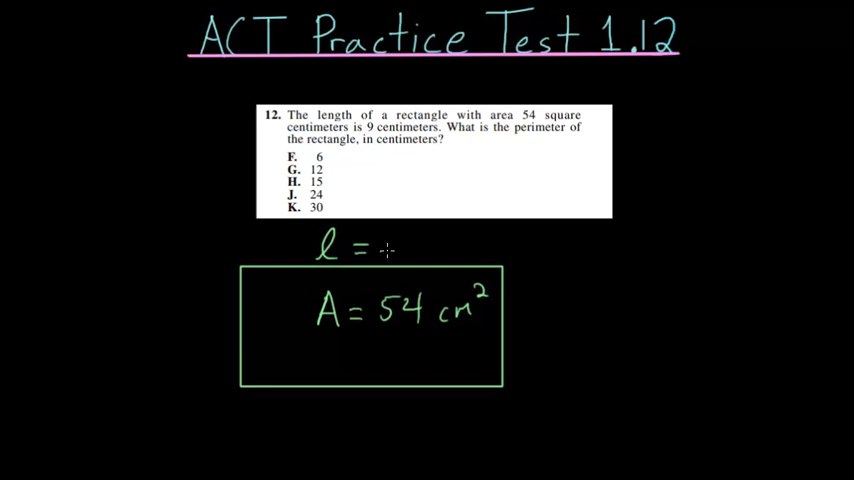 ACT Practice Test 1.12
12. The length of a rectangle with area 54 square
centimeters is 9 centimeters. What is the perimeter of
the rectangle, in centimeters?
F. 6
G. 12
H. 15
J. 24
K. 30
l =
A = 54 cm²